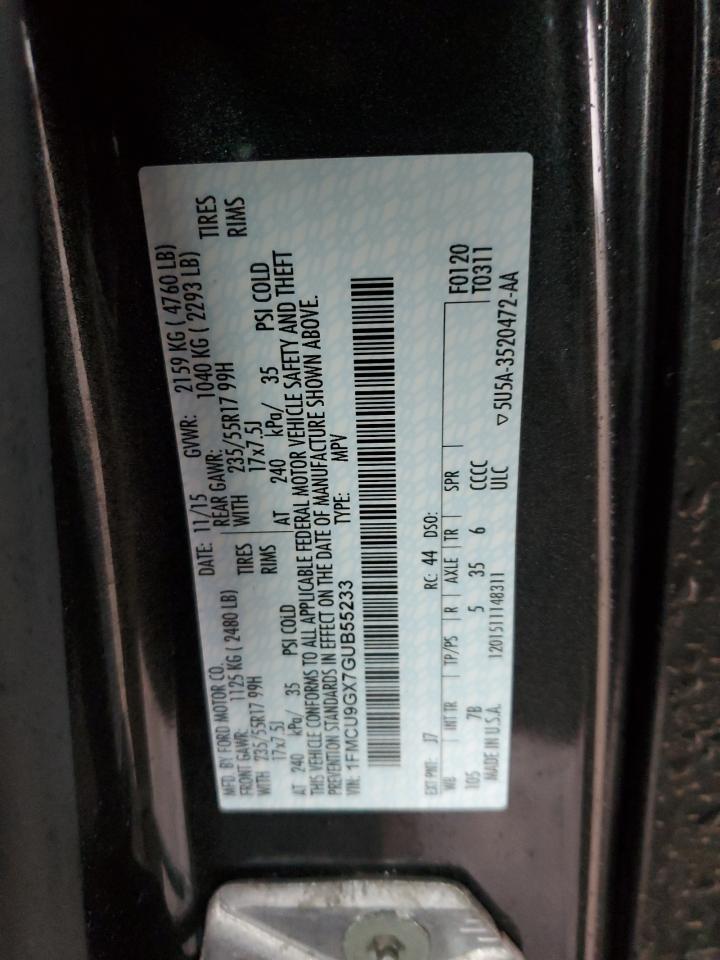 MFD. BY FORD MOTOR CO.
DATE: 11/15 GVWR: 2159 KG ( 4760 LB)
FRONT GAWR: 1125 KG ( 2480 LB) REAR GAWR: 1040 KG ( 2293 LB)
WITH 235/55R17 99H TIRES WITH 235/55R17 99H TIRES
17x7.5J RIMS 17x7.5J RIMS
AT 240 kPa/ 35 PSI COLD AT 240 kPa/ 35 PSI COLD
THIS VEHICLE CONFORMS TO ALL APPLICABLE FEDERAL MOTOR VEHICLE SAFETY AND THEFT
PREVENTION STANDARDS IN EFFECT ON THE DATE OF MANUFACTURE SHOWN ABOVE.
VIN: 1FMCU9GX7GUB55233 TYPE: MPV
EXT PNT: J7 RC: 44 DSO: F0120
WB INT TR TP/PS R AXLE TR SPR T0311
105 7B 5 35 6 CCCC
MADE IN U.S.A. 1201511148311 ULC ▽5U5A-3520472-AA